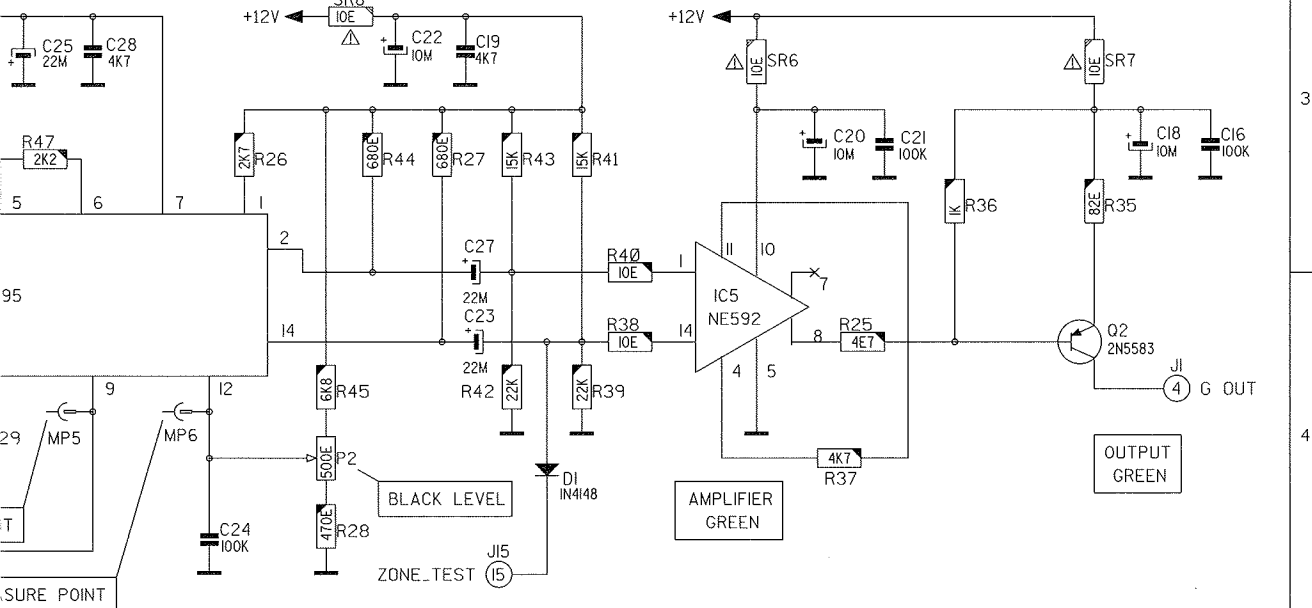 +12V
SR8
10E
C25
22M
+
C28
4K7
+
C22
10M
C19
4K7
+12V
10E
SR6
10E
SR7
3
R47
2K2
2K7
R26
680E
R44
680E
R27
15K
R43
15K
R41
+
C20
10M
C21
100K
+
C18
10M
C16
100K
5
6
7
1
1K
R36
82E
R35
2
C27
+
22M
R40
10E
1
11
10
7
95
14
C23
+
22M
R38
10E
14
IC5
NE592
8
R25
4E7
Q2
2N5583
9
12
6K8
R45
R42
22K
22K
R39
4
5
J1
4
G OUT
29
MP5
MP6
4
500E
P2
BLACK LEVEL
D1
1N4148
4K7
R37
OUTPUT
GREEN
T
C24
100K
470E
R28
AMPLIFIER
GREEN
J15
ZONE_TEST
15
ASURE POINT